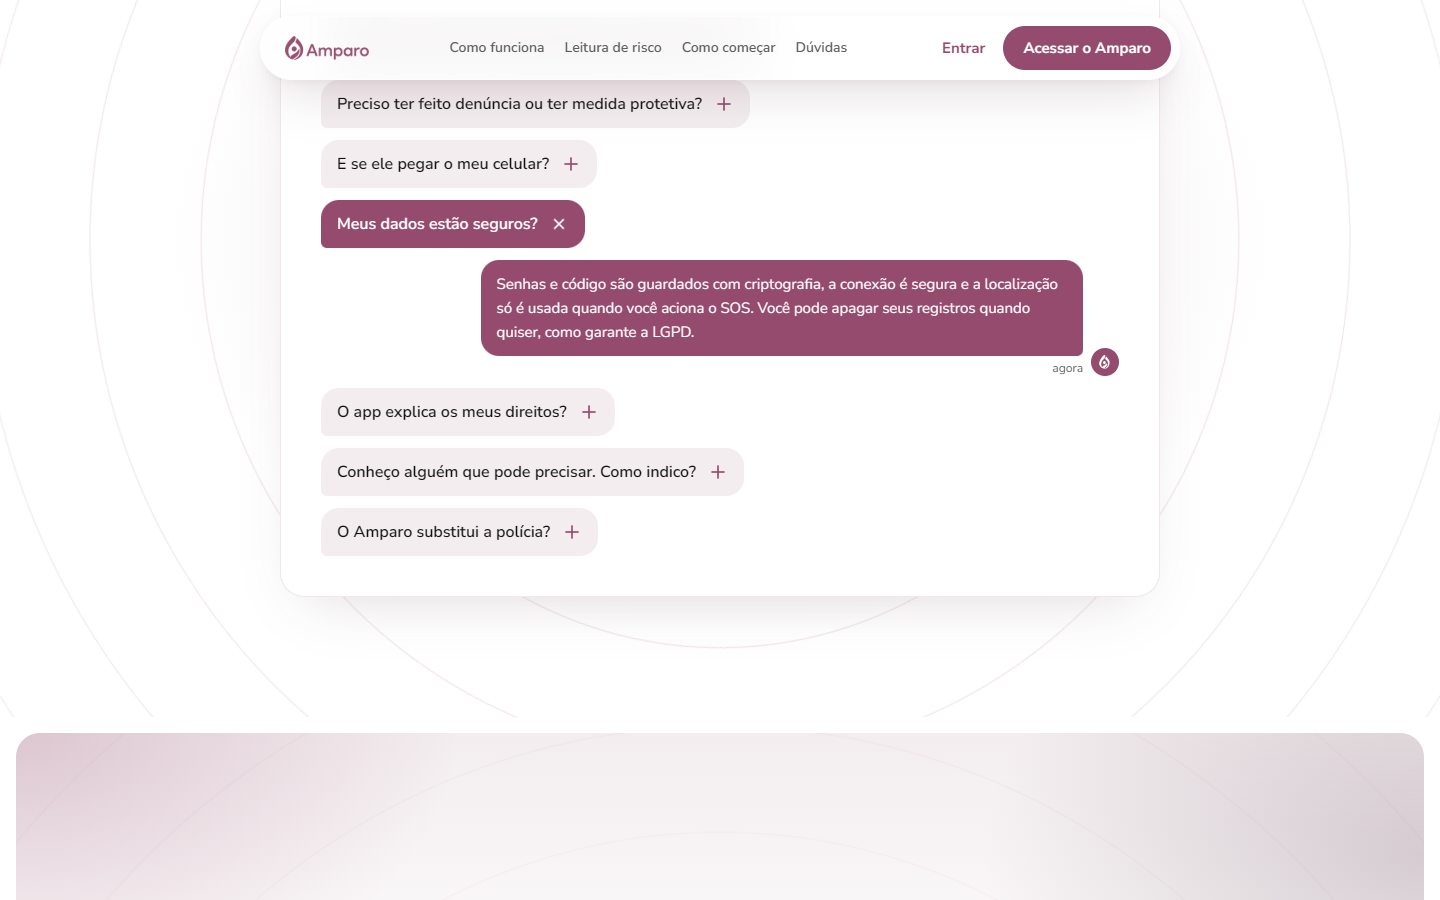 Amparo
Como funciona
Leitura de risco
Como começar
Dúvidas
Entrar
Acessar o Amparo
Preciso ter feito denúncia ou ter medida protetiva?
E se ele pegar o meu celular?
Meus dados estão seguros?
Senhas e código são guardados com criptografia, a conexão é segura e a localização
só é usada quando você aciona o SOS. Você pode apagar seus registros quando
quiser, como garante a LGPD.
agora
O app explica os meus direitos?
Conheço alguém que pode precisar. Como indico?
O Amparo substitui a polícia?